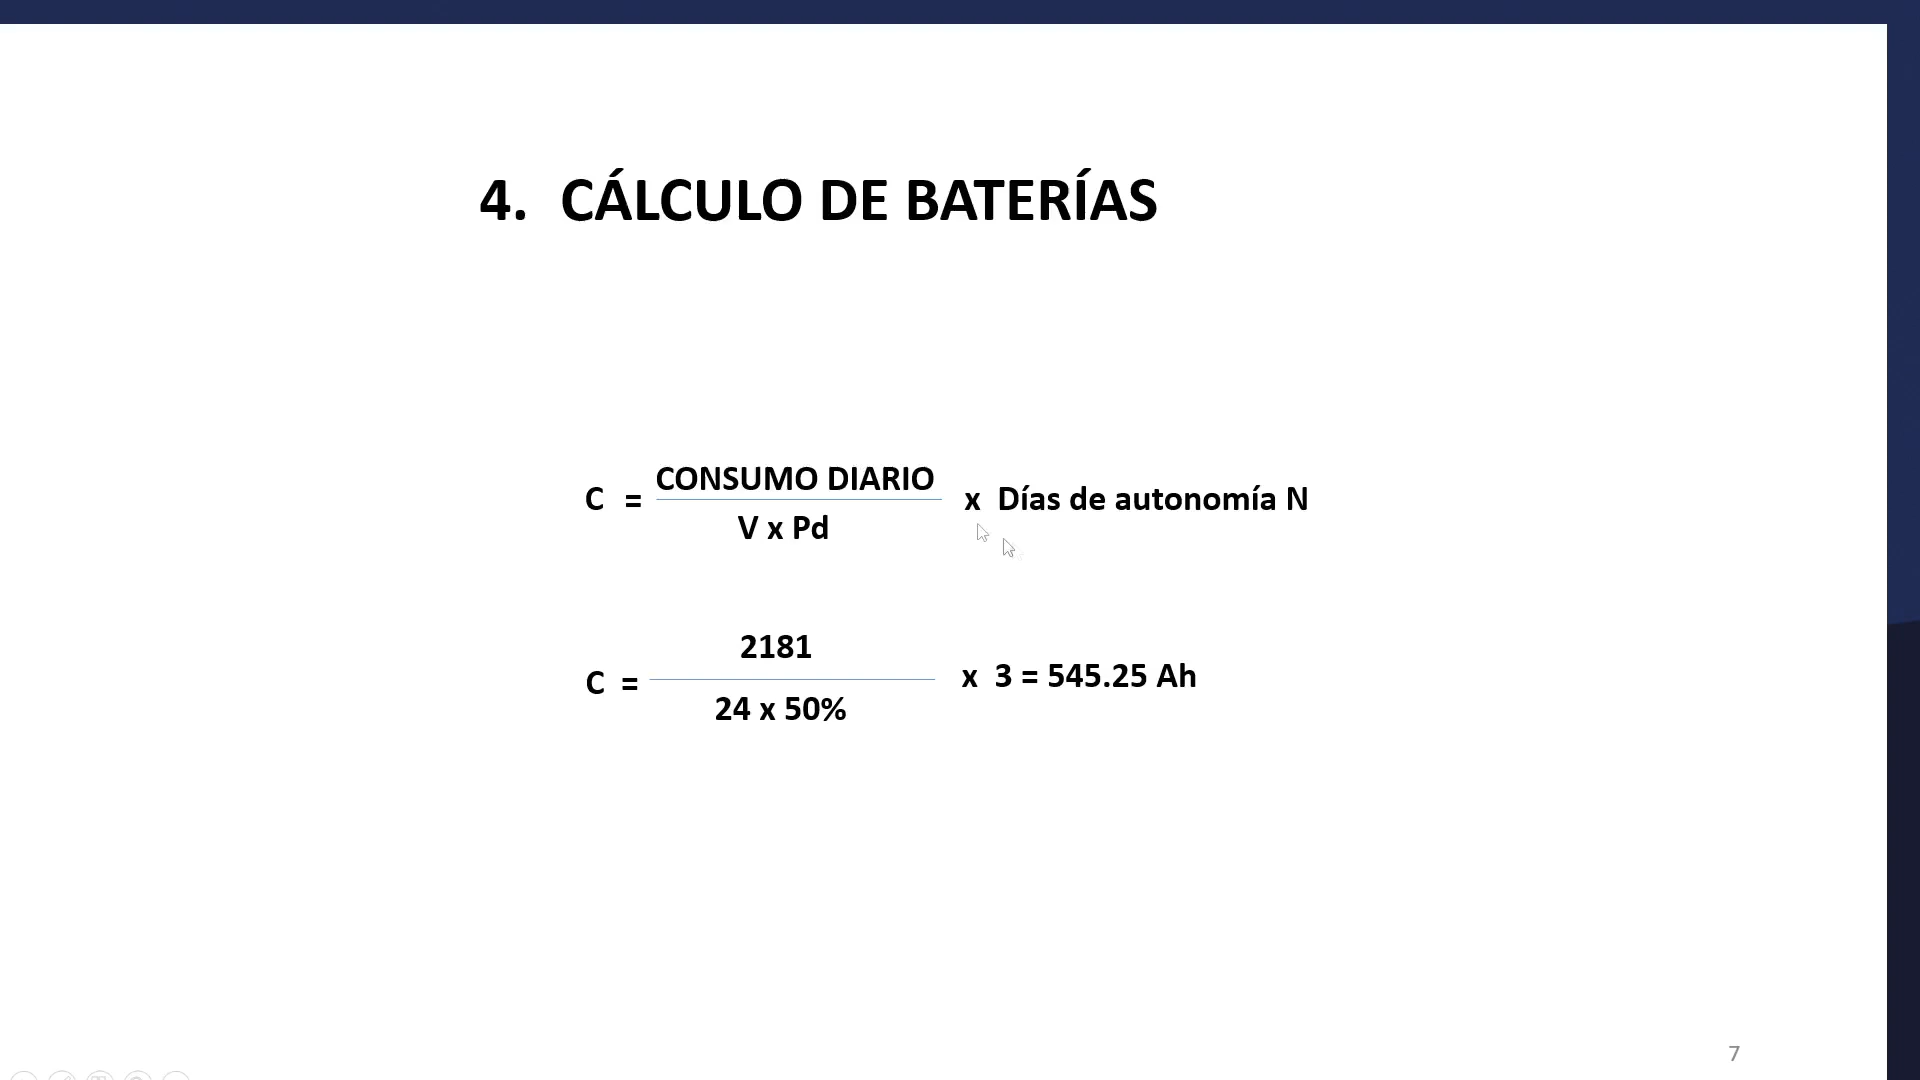 4. CÁLCULO DE BATERÍAS
C = CONSUMO DIARIO x Días de autonomía N
V x Pd
2181
C = x 3 = 545.25 Ah
24 x 50%
7